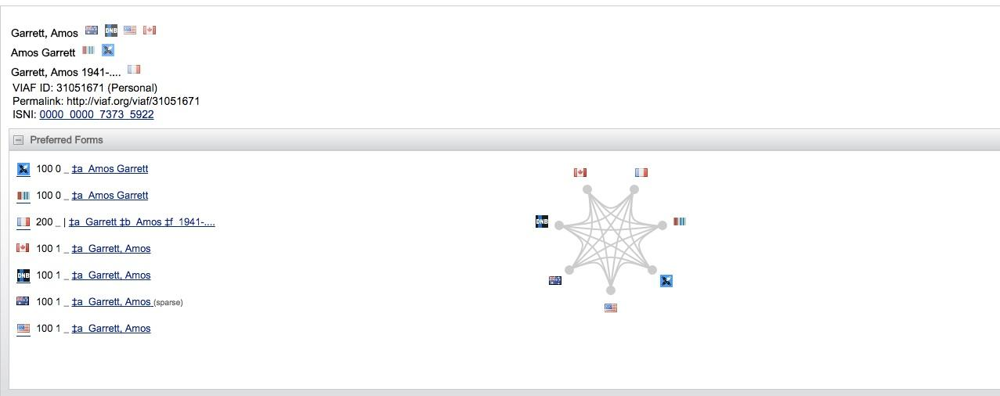 Garrett, Amos DNB
Amos Garrett
Garrett, Amos 1941-....
VIAF ID: 31051671 (Personal)
Permalink: http://viaf.org/viaf/31051671
ISNI: 0000 0000 7373 5922
Preferred Forms
100 0 _ ‡a Amos Garrett
100 0 _ ‡a Amos Garrett
200 _ | ‡a Garrett ‡b Amos ‡f 1941-....
100 1 _ ‡a Garrett, Amos
DNB 100 1 _ ‡a Garrett, Amos
100 1 _ ‡a Garrett, Amos (sparse)
100 1 _ ‡a Garrett, Amos
DNB